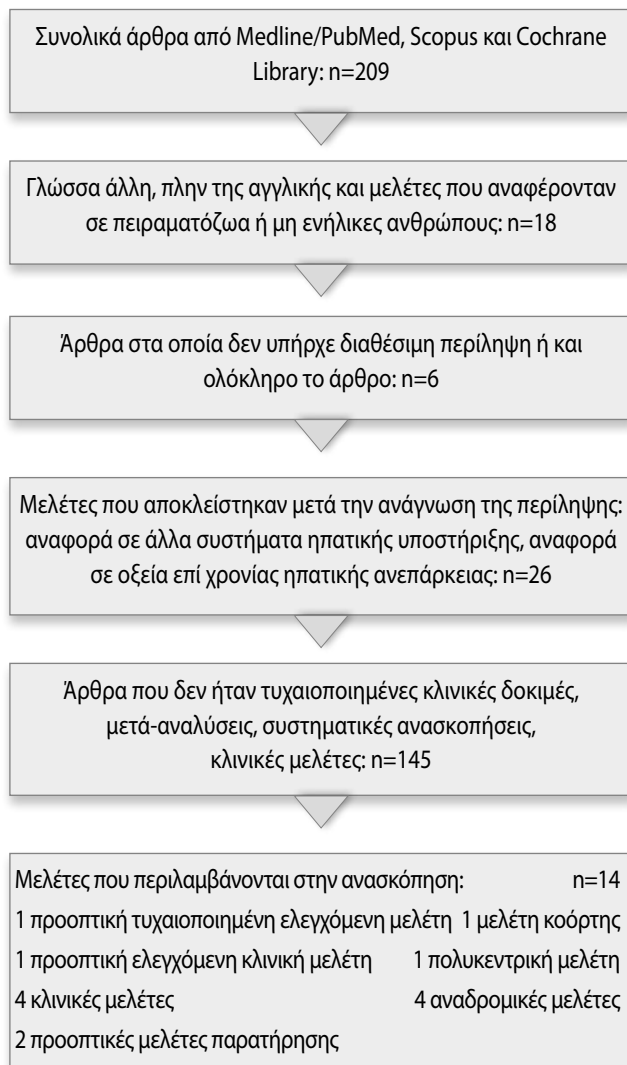 Συνολικά άρθρα από Medline/PubMed, Scopus και Cochrane
Library: n=209
Γλώσσα άλλη, πλην της αγγλικής και μελέτες που αναφέρονταν
σε πειραματόζωα ή μη ενήλικες ανθρώπους: n=18
Άρθρα στα οποία δεν υπήρχε διαθέσιμη περίληψη ή και
ολόκληρο το άρθρο: n=6
Μελέτες που αποκλείστηκαν μετά την ανάγνωση της περίληψης:
αναφορά σε άλλα συστήματα ηπατικής υποστήριξης, αναφορά
σε οξεία επί χρονίας ηπατικής ανεπάρκειας: n=26
Άρθρα που δεν ήταν τυχαιοποιημένες κλινικές δοκιμές,
μετά-αναλύσεις, συστηματικές ανασκοπήσεις,
κλινικές μελέτες: n=145
Μελέτες που περιλαμβάνονται στην ανασκόπηση: n=14
1 προοπτική τυχαιοποιημένη ελεγχόμενη μελέτη 1 μελέτη κοόρτης
1 προοπτική ελεγχόμενη κλινική μελέτη 1 πολυκεντρική μελέτη
4 κλινικές μελέτες 4 αναδρομικές μελέτες
2 προοπτικές μελέτες παρατήρησης